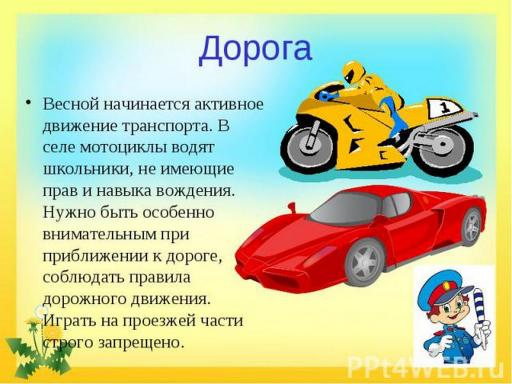 Дорога
• Весной начинается активное
движение транспорта. В
селе мотоциклы водят
школьники, не имеющие
прав и навыка вождения.
Нужно быть особенно
внимательным при
приближении к дороге,
соблюдать правила
дорожного движения.
Играть на проезжей части
строго запрещено.
1
PPt4WEB.ru